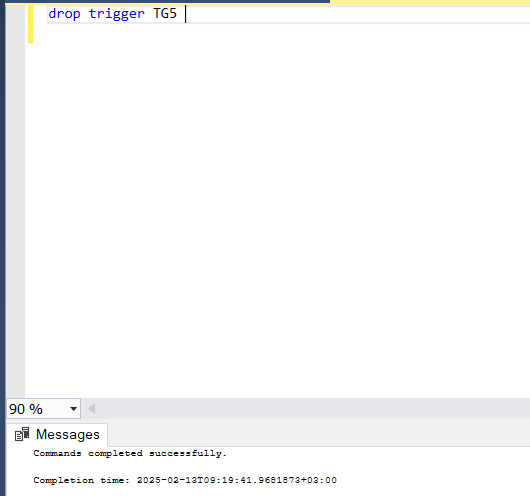 drop trigger TG5
90 %
Messages
Commands completed successfully.
Completion time: 2025-02-13T09:19:41.9681873+03:00